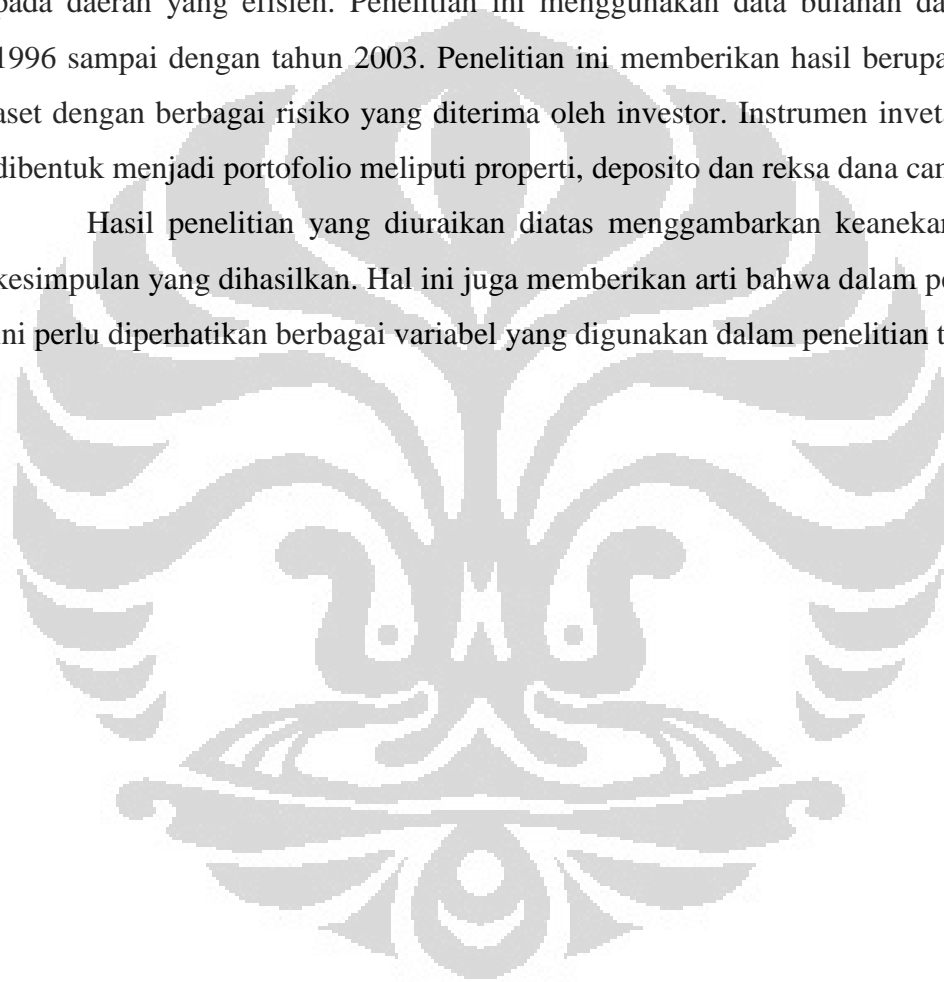 pada daerah yang efisien. Penelitian ini menggunakan data bulanan da
1996 sampai dengan tahun 2003. Penelitian ini memberikan hasil berupa
aset dengan berbagai risiko yang diterima oleh investor. Instrumen invet
dibentuk menjadi portofolio meliputi properti, deposito dan reksa dana cam
Hasil penelitian yang diuraikan diatas menggambarkan keanekar
kesimpulan yang dihasilkan. Hal ini juga memberikan arti bahwa dalam pe
ini perlu diperhatikan berbagai variabel yang digunakan dalam penelitian t